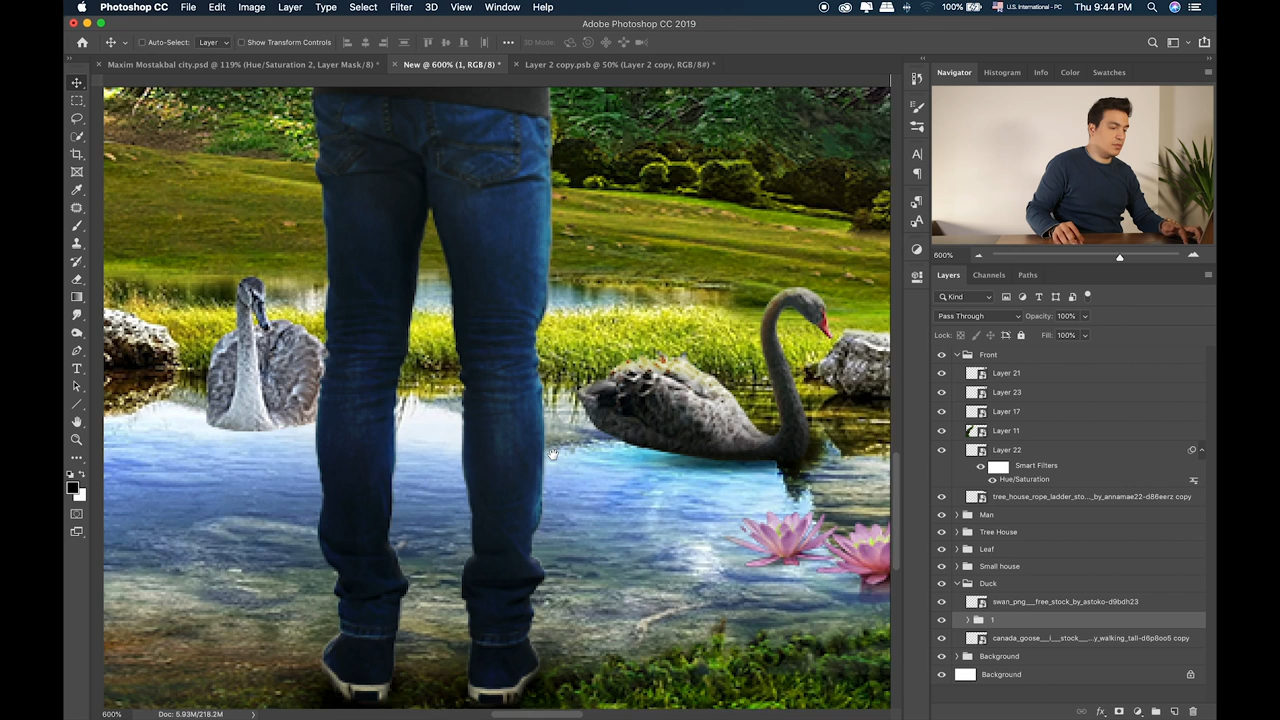 Photoshop CC File Edit Image Layer Type Select Filter 3D View Window Help 100% U.S. International - PC Thu 9:44 PM
Adobe Photoshop CC 2019
Auto-Select: Layer Show Transform Controls 3D Mode:
Maxim Mostakbal city.psd @ 119% (Hue/Saturation 2, Layer Mask/8) * New @ 600% (1, RGB/8) * Layer 2 copy.psb @ 50% (Layer 2 copy, RGB/8#) *
Navigator Histogram Info Color Swatches
600%
Layers Channels Paths
Kind
Pass Through Opacity: 100%
Lock: Fill: 100%
Front
Layer 21
Layer 23
Layer 17
Layer 11
Layer 22
Smart Filters
Hue/Saturation
tree_house_rope_ladder_sto..._by_annamae22-d86eerz copy
Man
Tree House
Leaf
Small house
Duck
swan_png__free_stock_by_astoko-d9bdh23
1
canada_goose__i__stock__...y_walking_tall-d6p8oo5 copy
Background
Background
600% Doc: 5.93M/218.2M